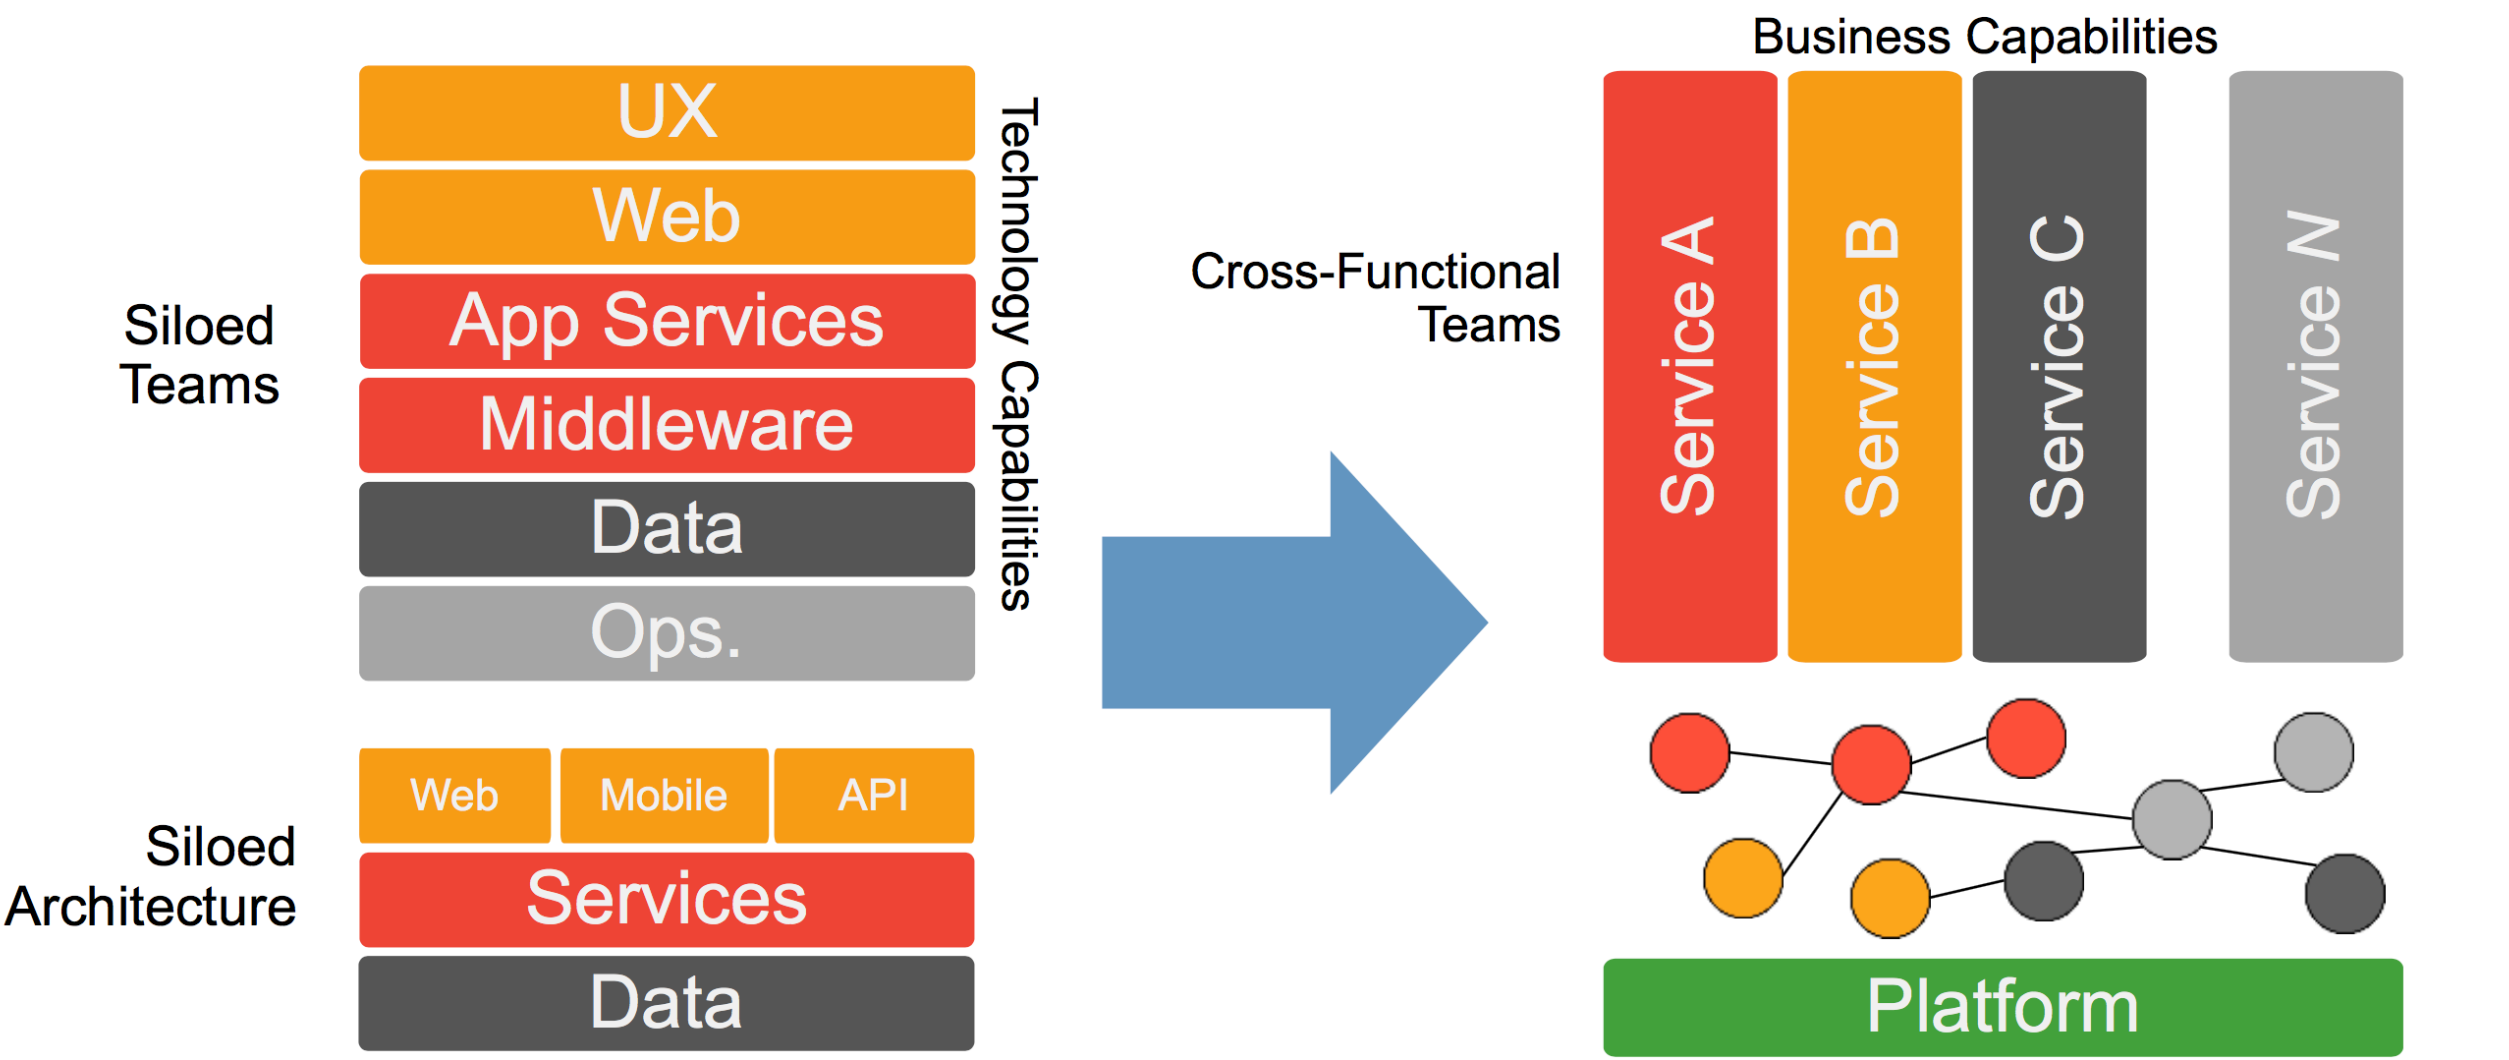 Siloed
Teams
UX
Web
App Services
Middleware
Data
Ops.
Technology Capabilities
Siloed
Architecture
Web
Mobile
API
Services
Data
Business Capabilities
Cross-Functional
Teams
Service A
Service B
Service C
Service N
Platform